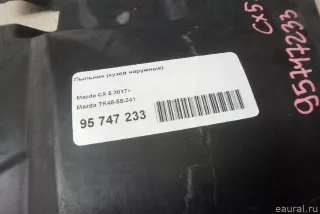 Пыльник (кузов наружные)
Mazda CX 5 2017>
Mazda TK48-56-341
95 747 233
95747233
CX5
eaural.ru